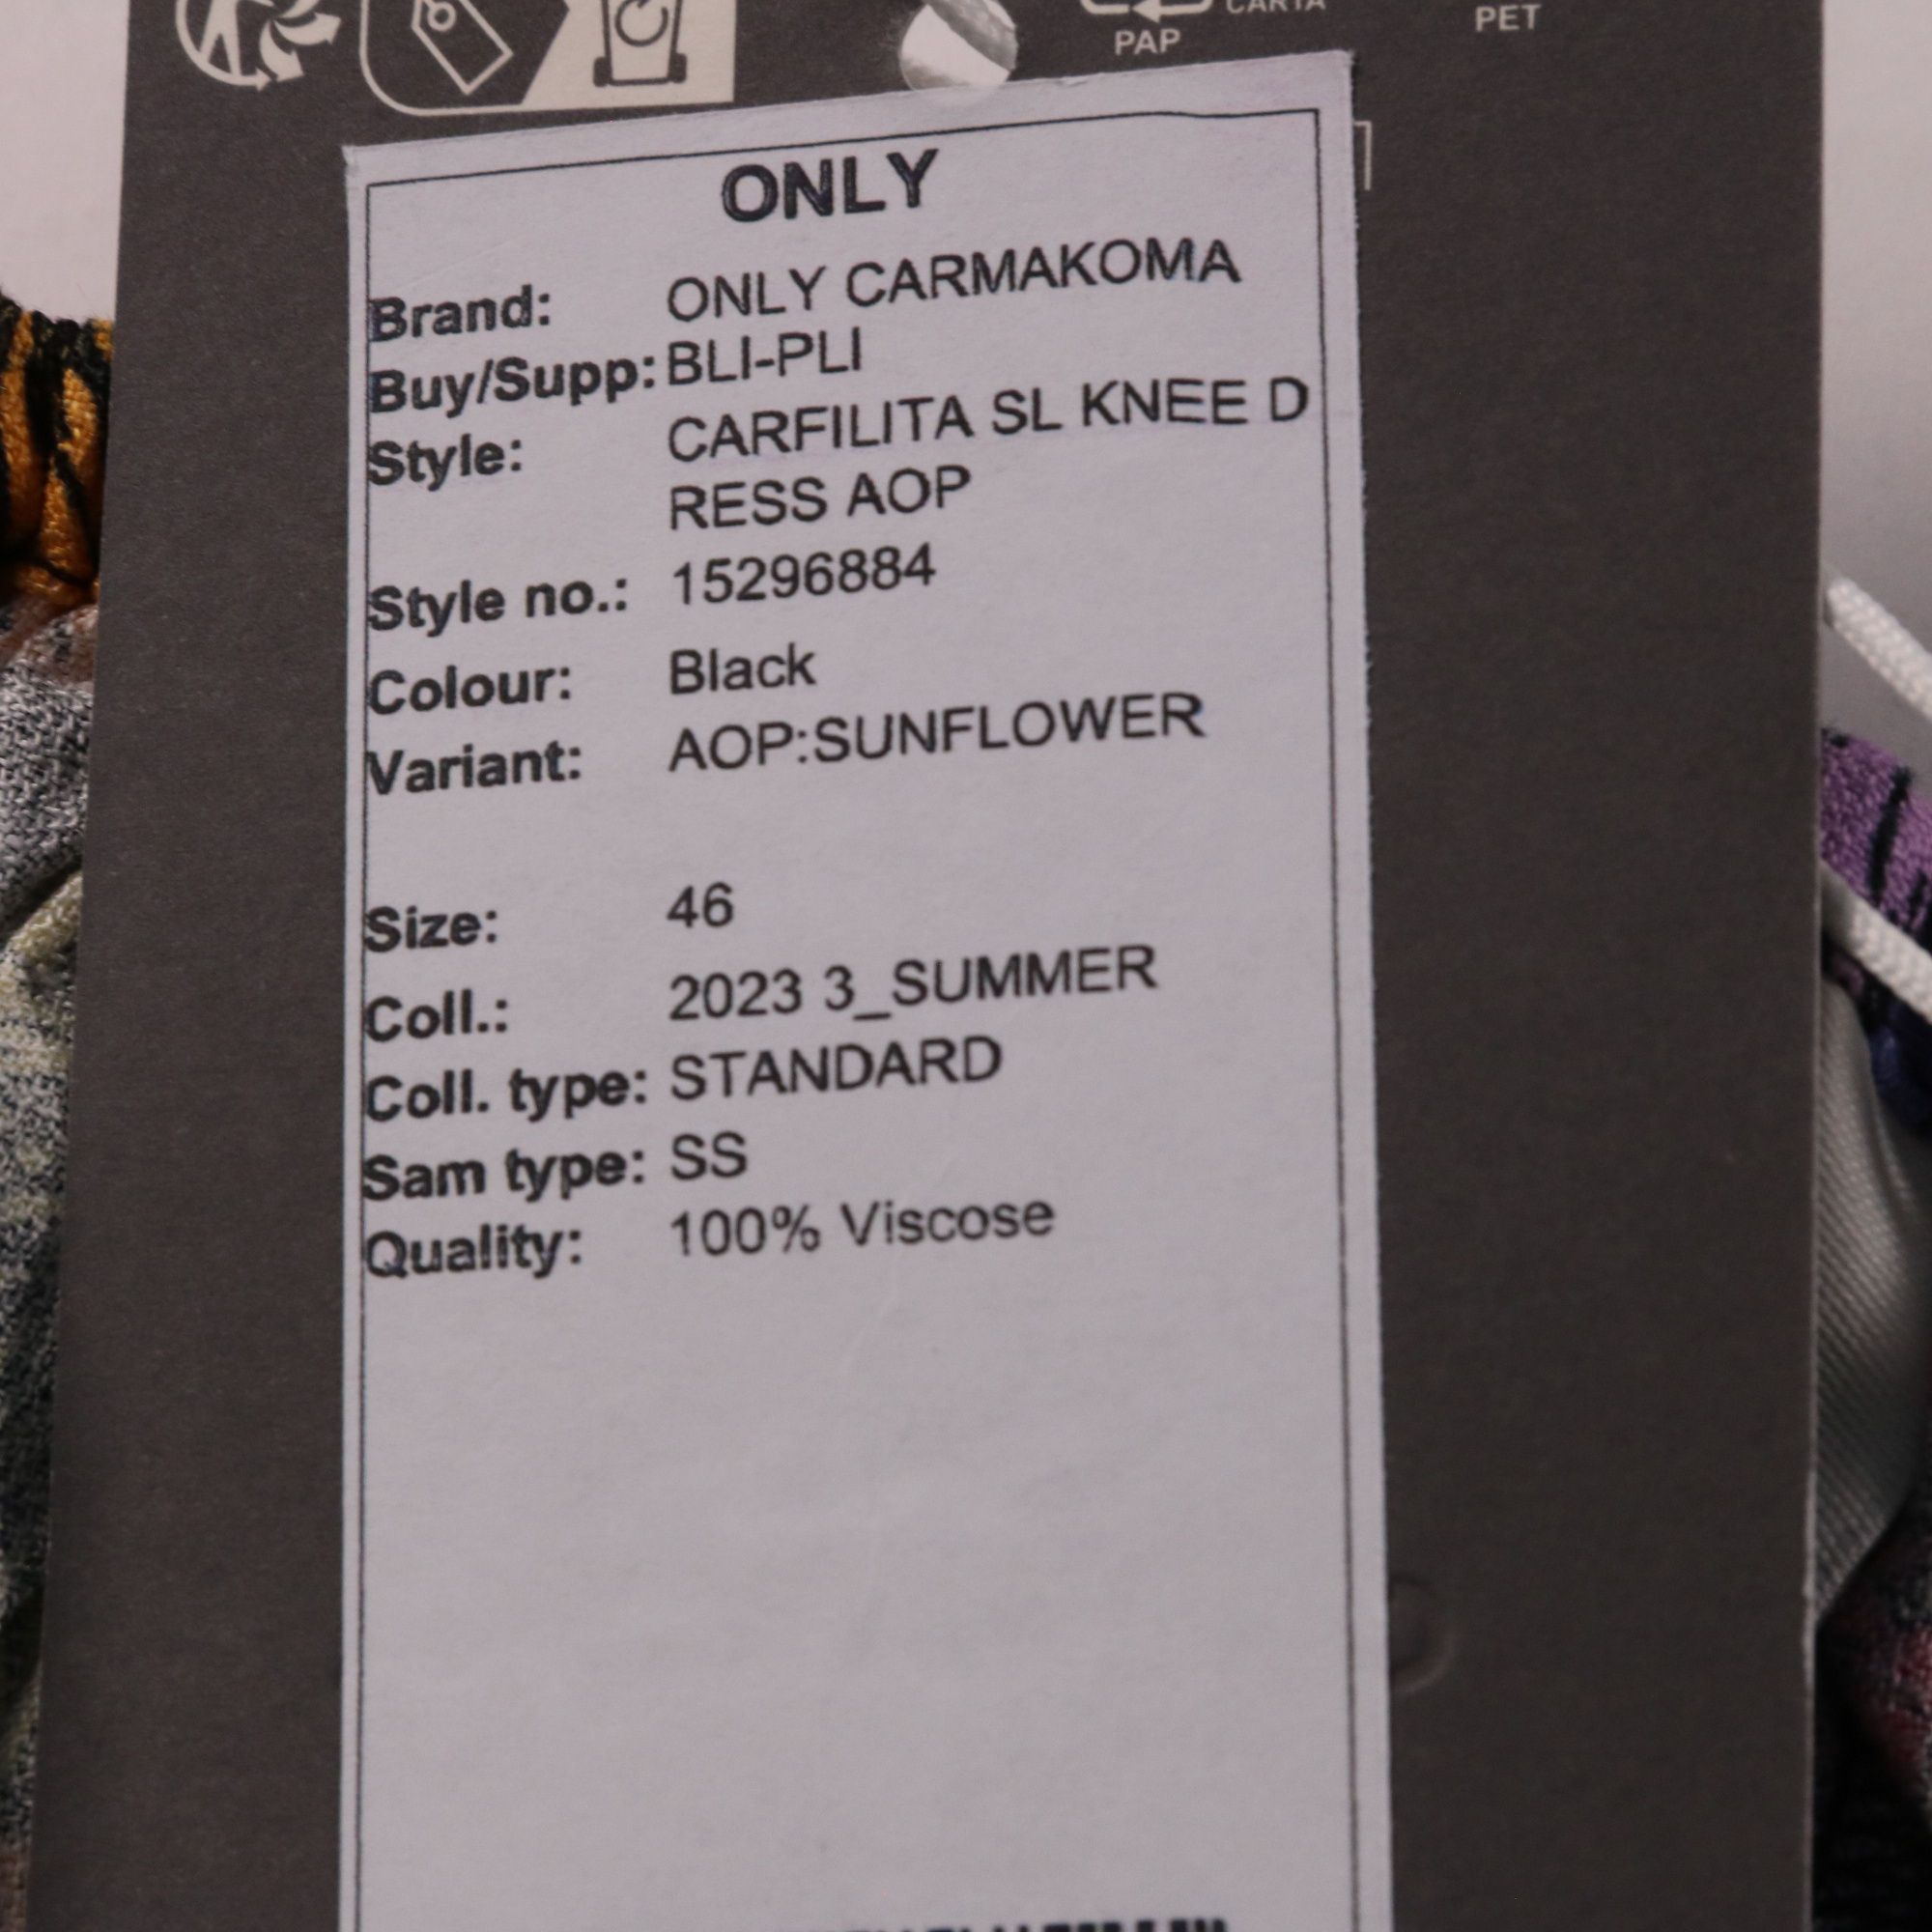 CARTA
PAP
PET
ONLY
Brand: ONLY CARMAKOMA
Buy/Supp: BLI-PLI
Style: CARFILITA SL KNEE D
RESS AOP
Style no.: 15296884
Colour: Black
Variant: AOP:SUNFLOWER
Size: 46
Coll.: 2023 3_SUMMER
Coll. type: STANDARD
Sam type: SS
Quality: 100% Viscose